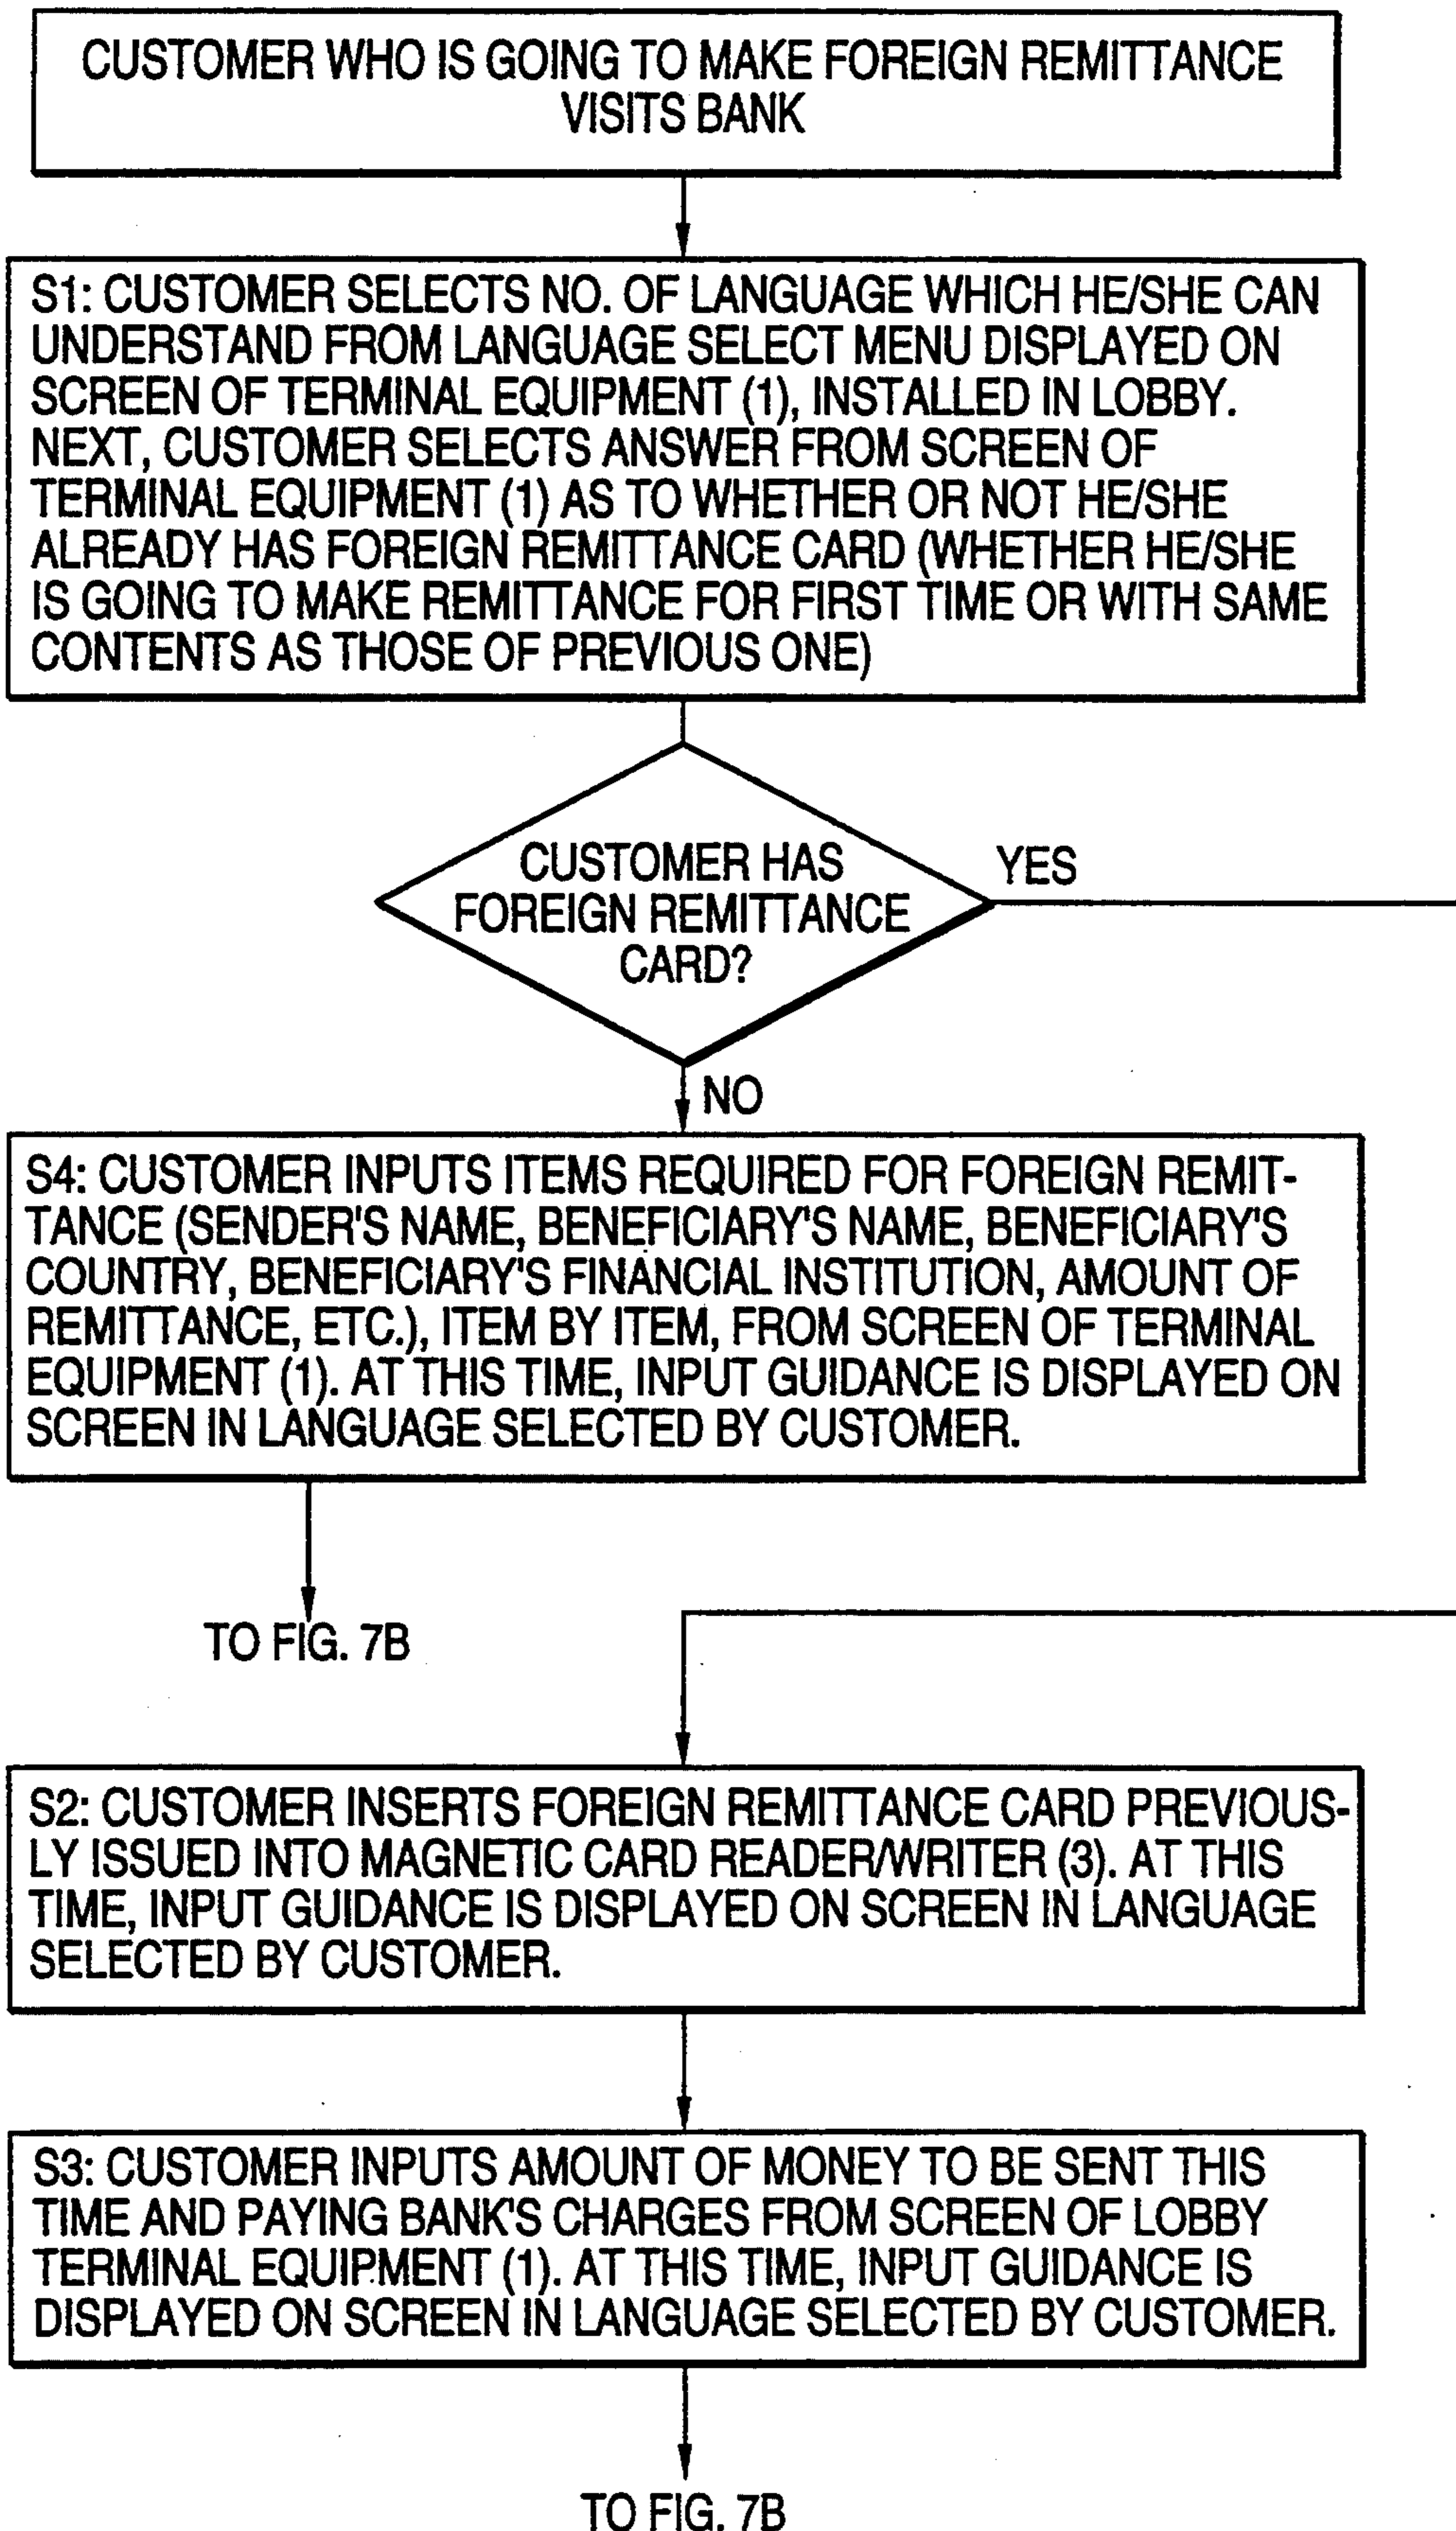 CUSTOMER WHO IS GOING TO MAKE FOREIGN REMITTANCE
VISITS BANK
S1: CUSTOMER SELECTS NO. OF LANGUAGE WHICH HE/SHE CAN
UNDERSTAND FROM LANGUAGE SELECT MENU DISPLAYED ON
SCREEN OF TERMINAL EQUIPMENT (1), INSTALLED IN LOBBY.
NEXT, CUSTOMER SELECTS ANSWER FROM SCREEN OF
TERMINAL EQUIPMENT (1) AS TO WHETHER OR NOT HE/SHE
ALREADY HAS FOREIGN REMITTANCE CARD (WHETHER HE/SHE
IS GOING TO MAKE REMITTANCE FOR FIRST TIME OR WITH SAME
CONTENTS AS THOSE OF PREVIOUS ONE)
CUSTOMER HAS
FOREIGN REMITTANCE
CARD?
YES
NO
S4: CUSTOMER INPUTS ITEMS REQUIRED FOR FOREIGN REMIT-
TANCE (SENDER'S NAME, BENEFICIARY'S NAME, BENEFICIARY'S
COUNTRY, BENEFICIARY'S FINANCIAL INSTITUTION, AMOUNT OF
REMITTANCE, ETC.), ITEM BY ITEM, FROM SCREEN OF TERMINAL
EQUIPMENT (1). AT THIS TIME, INPUT GUIDANCE IS DISPLAYED ON
SCREEN IN LANGUAGE SELECTED BY CUSTOMER.
TO FIG. 7B
S2: CUSTOMER INSERTS FOREIGN REMITTANCE CARD PREVIOUS-
LY ISSUED INTO MAGNETIC CARD READER/WRITER (3). AT THIS
TIME, INPUT GUIDANCE IS DISPLAYED ON SCREEN IN LANGUAGE
SELECTED BY CUSTOMER.
S3: CUSTOMER INPUTS AMOUNT OF MONEY TO BE SENT THIS
TIME AND PAYING BANK'S CHARGES FROM SCREEN OF LOBBY
TERMINAL EQUIPMENT (1). AT THIS TIME, INPUT GUIDANCE IS
DISPLAYED ON SCREEN IN LANGUAGE SELECTED BY CUSTOMER.
TO FIG. 7B